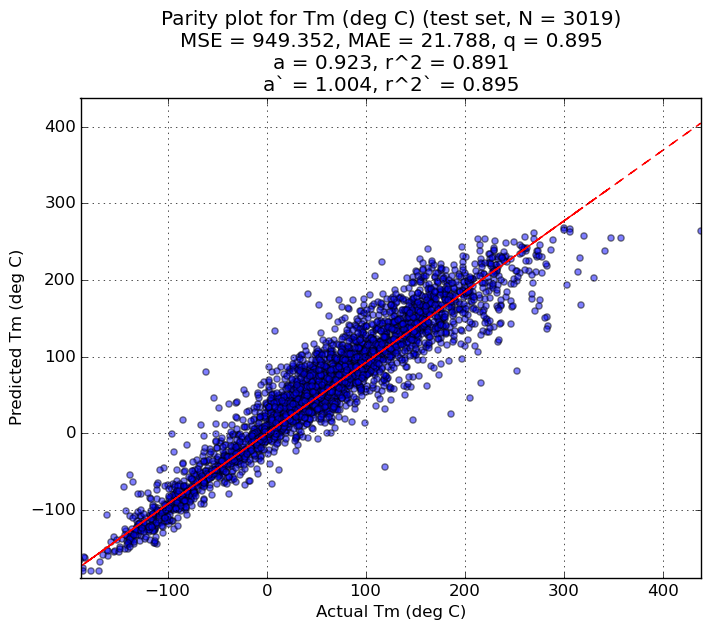 Parity plot for Tm (deg C) (test set, N = 3019)
MSE = 949.352, MAE = 21.788, q = 0.895
a = 0.923, r^2 = 0.891
a` = 1.004, r^2` = 0.895
400
300
200
100
0
−100
Predicted Tm (deg C)
−100 0 100 200 300 400
Actual Tm (deg C)